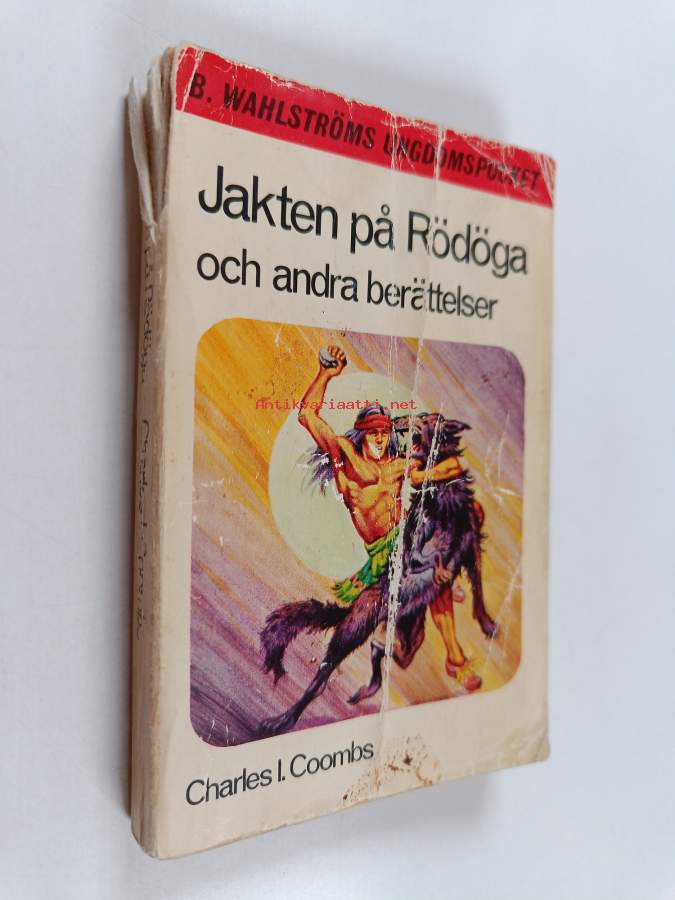 B. WAHLSTRÖMS UNGDOMSPOCKET
Jakten på Rödöga
och andra berättelser
Antikvariaatti.net
Charles I. Coombs